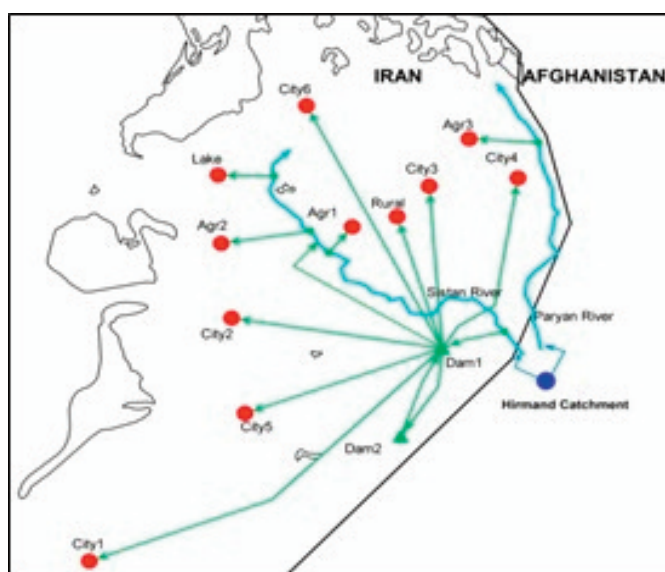 IRAN
AFGHANISTAN
City6
Agr3
Lake
City3
City4
Agr2
Agr1
Rural
Sistan River
Paryan River
City2
Dam1
Hirmand Catchment
City5
Dam2
City1